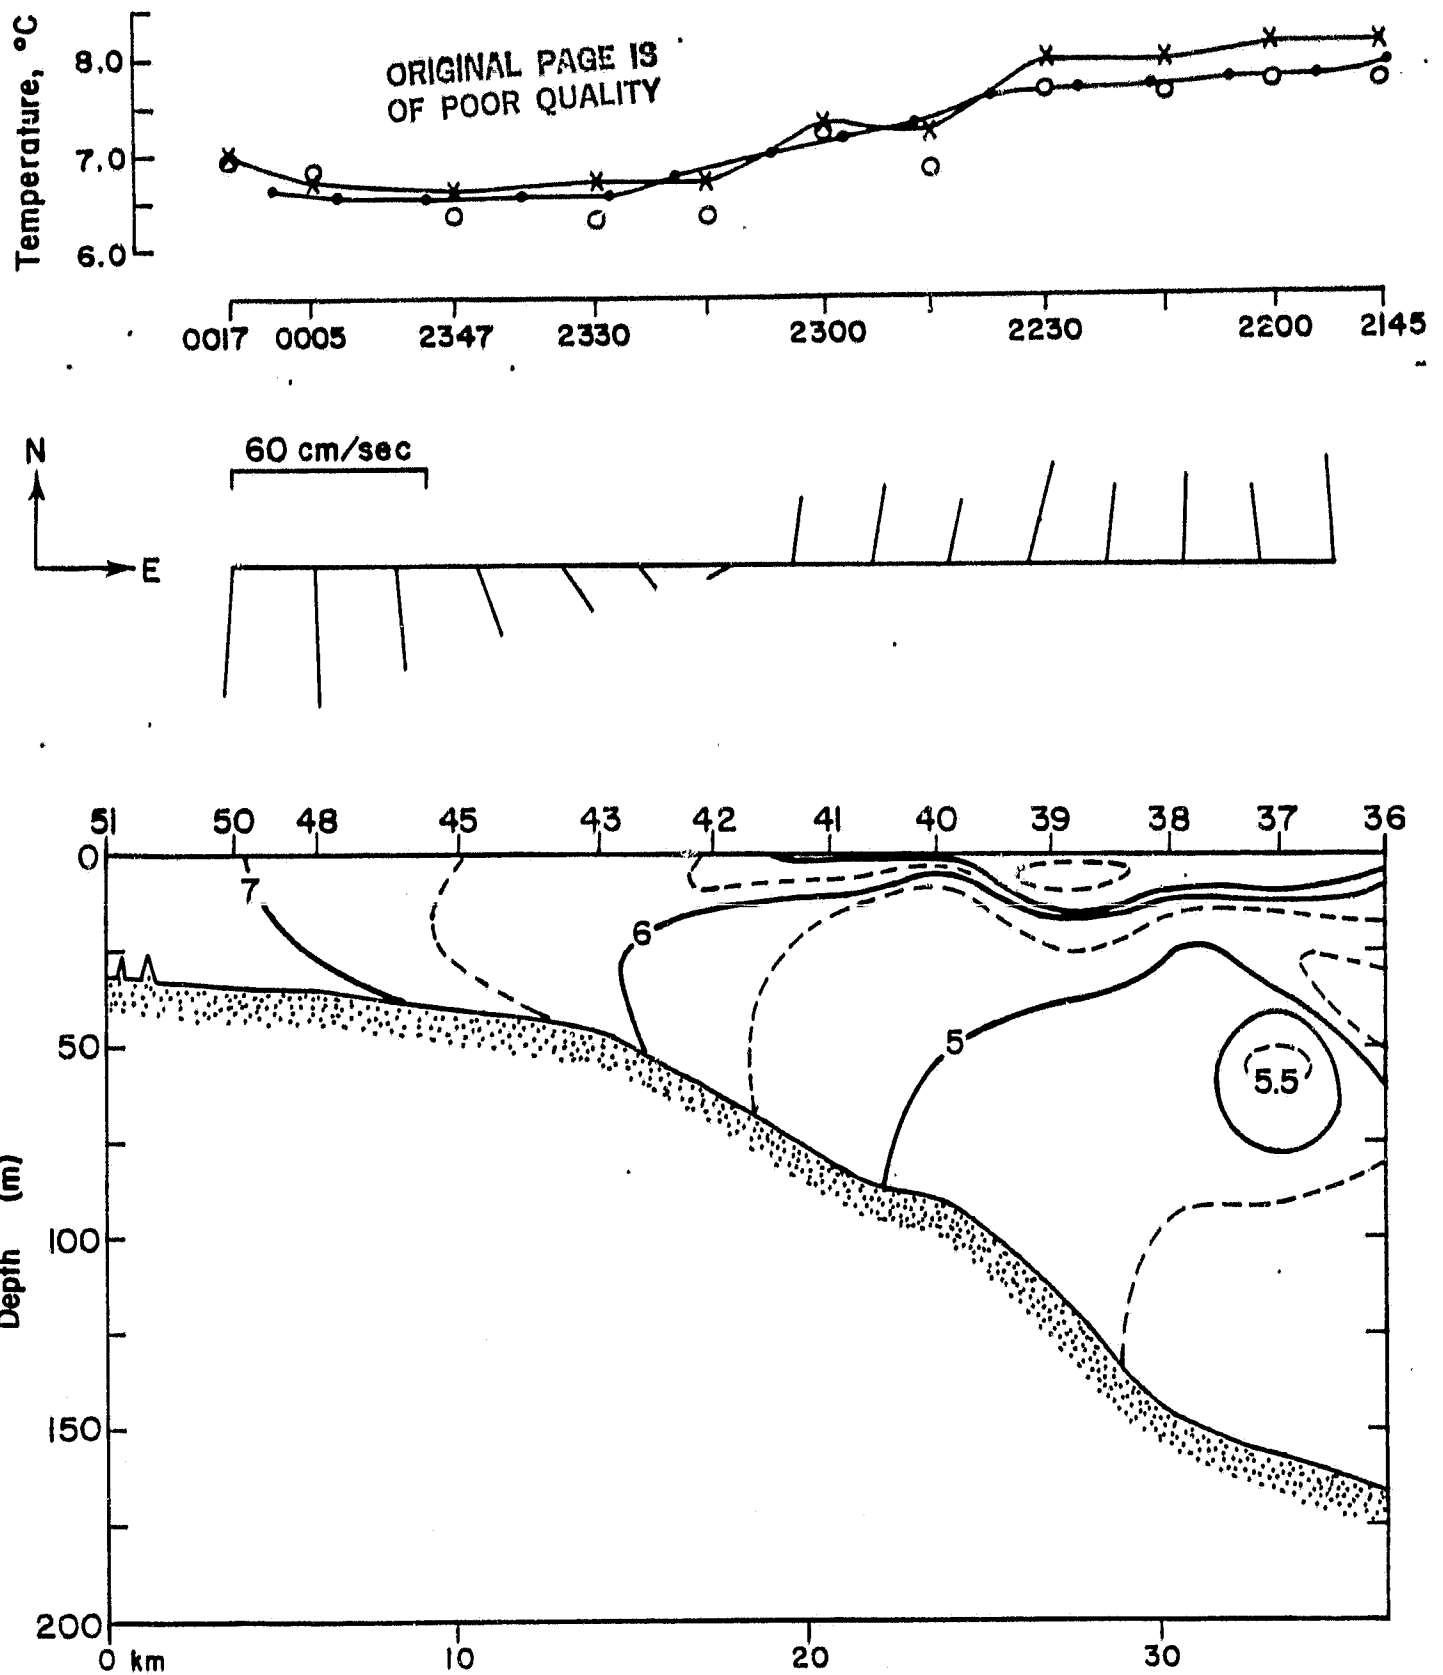 Temperature, °C
8.0
7.0
6.0
ORIGINAL PAGE IS
OF POOR QUALITY
0017 0005 2347 2330 2300 2230 2200 2145
N
E
60 cm/sec
51 50 48 45 43 42 41 40 39 38 37 36
Depth (m)
0
50
100
150
200
7
6
5
5.5
0 km 10 20 30